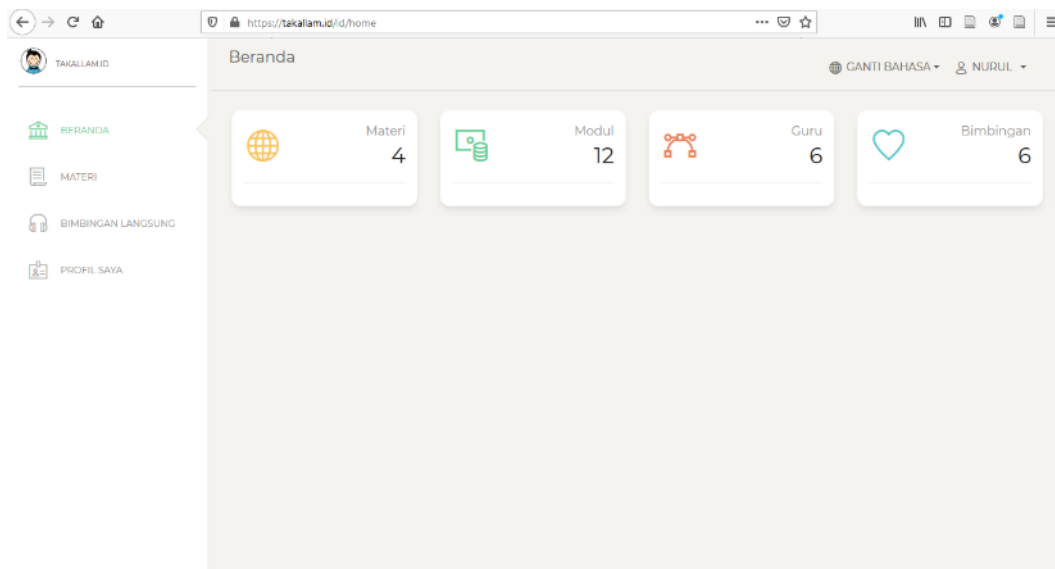 https://takallam.id/id/home
TAKALLAM.ID
Beranda
GANTI BAHASA
NURUL
BERANDA
MATERI
BIMBINGAN LANGSUNG
PROFIL SAYA
Materi
4
Modul
12
Guru
6
Bimbingan
6